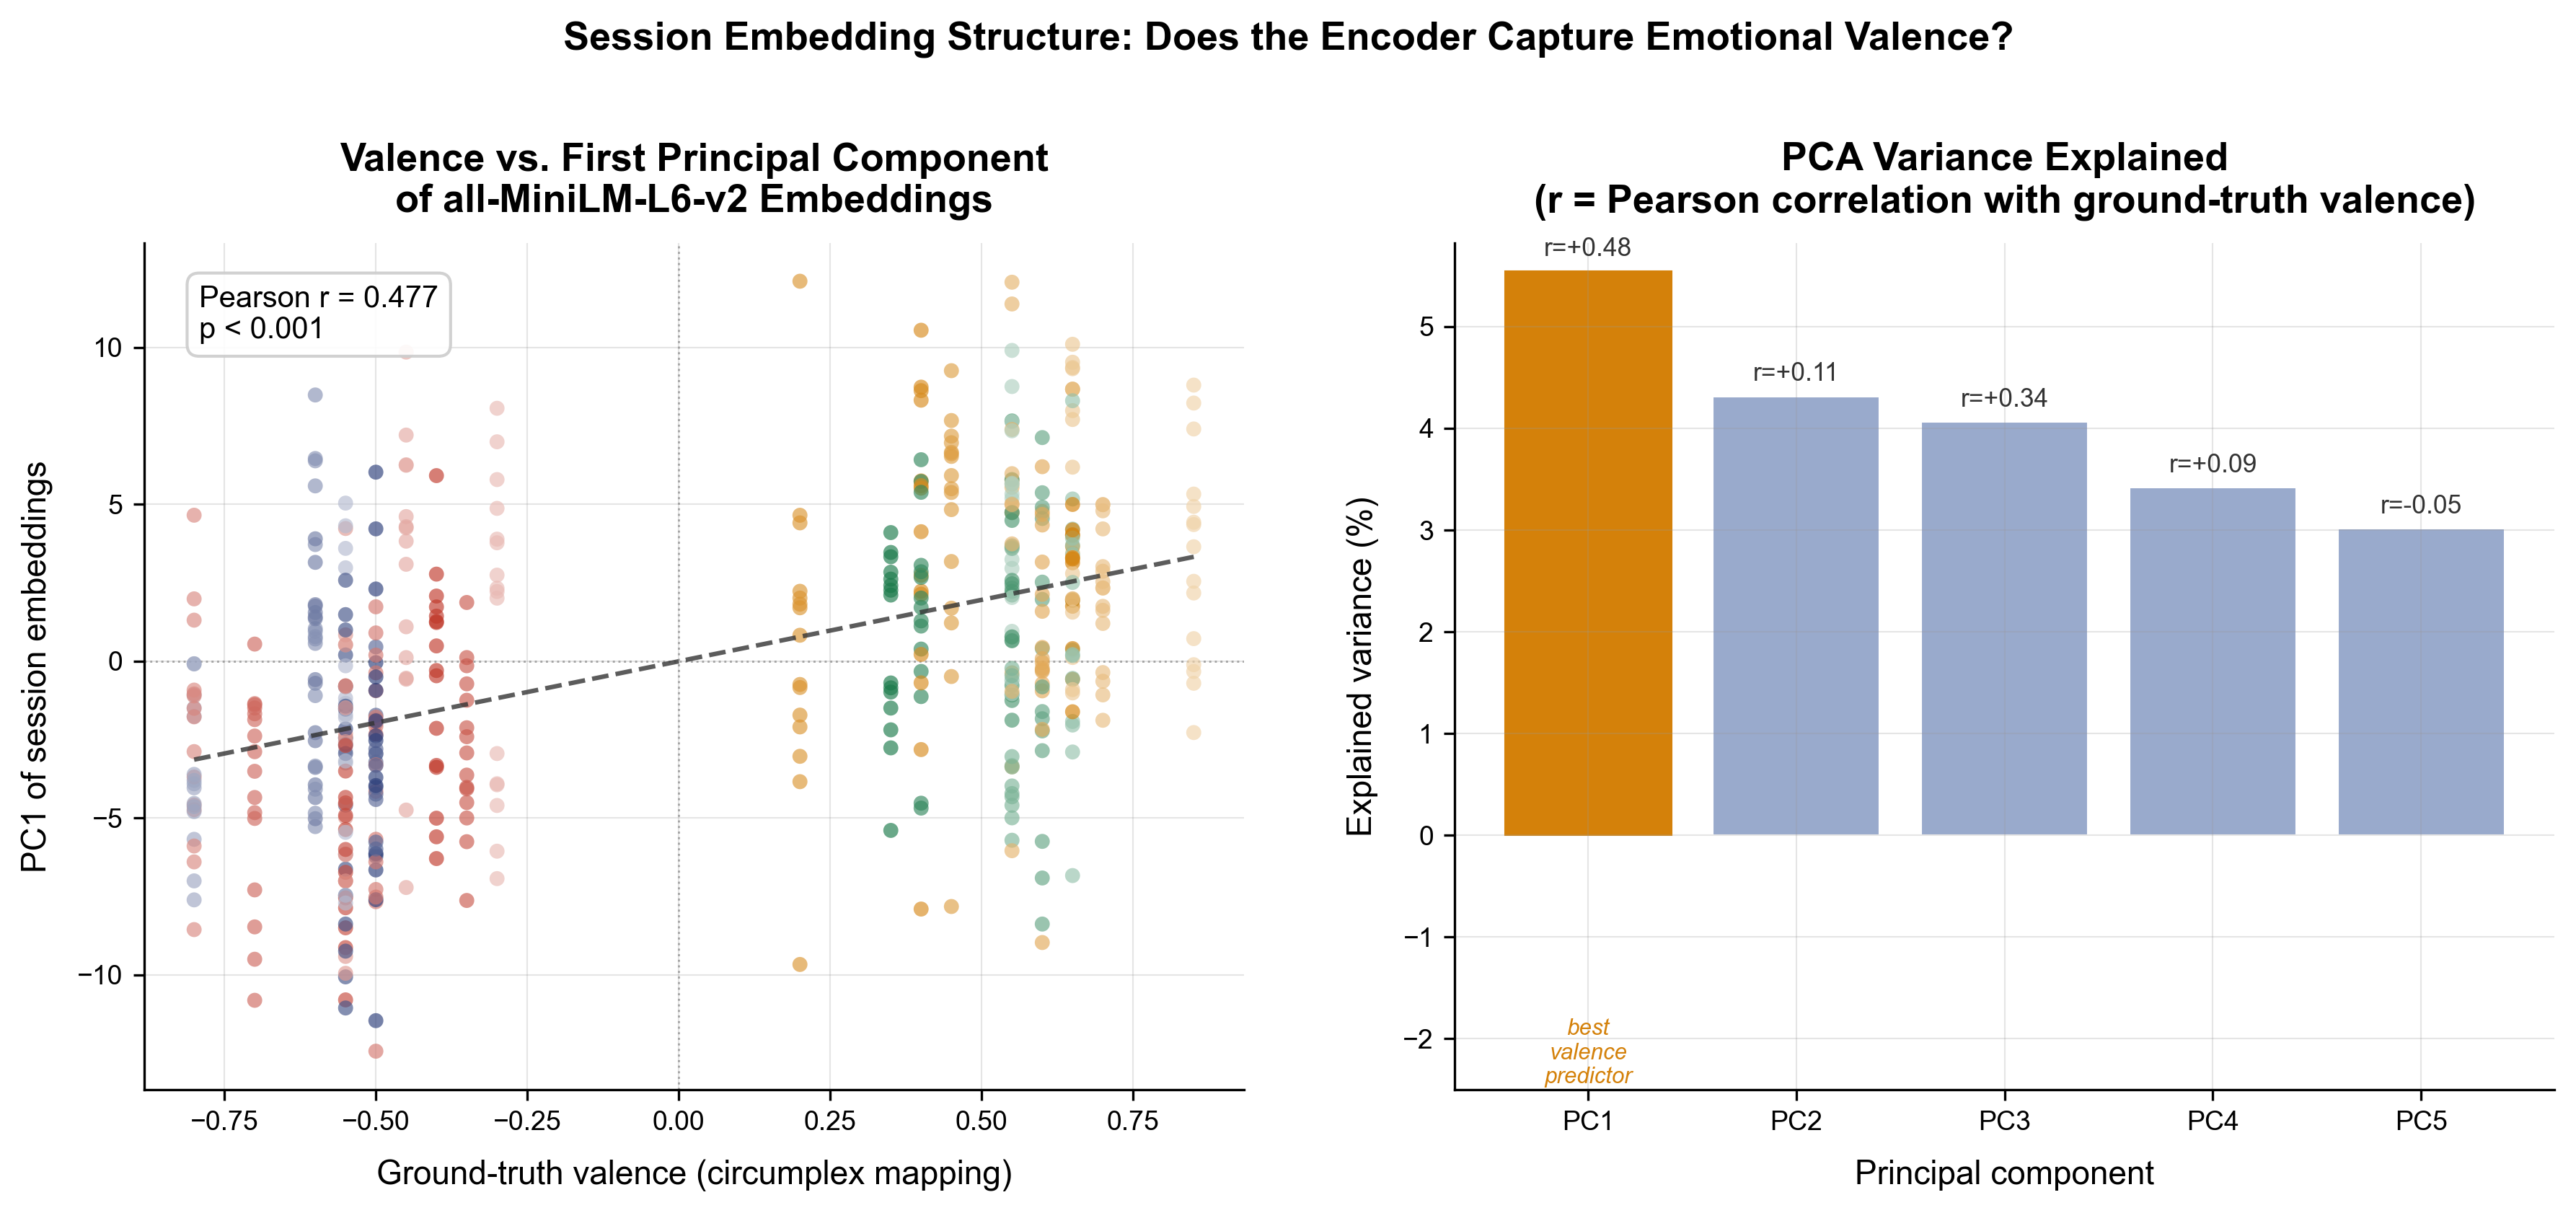 Session Embedding Structure: Does the Encoder Capture Emotional Valence?
Valence vs. First Principal Component
of all-MiniLM-L6-v2 Embeddings
Pearson r = 0.477
p < 0.001
PC1 of session embeddings
10
5
0
−5
−10
−0.75
−0.50
−0.25
0.00
0.25
0.50
0.75
Ground-truth valence (circumplex mapping)
PCA Variance Explained
(r = Pearson correlation with ground-truth valence)
r=+0.48
r=+0.11
r=+0.34
r=+0.09
r=-0.05
Explained variance (%)
5
4
3
2
1
0
−1
−2
best
valence
predictor
PC1
PC2
PC3
PC4
PC5
Principal component